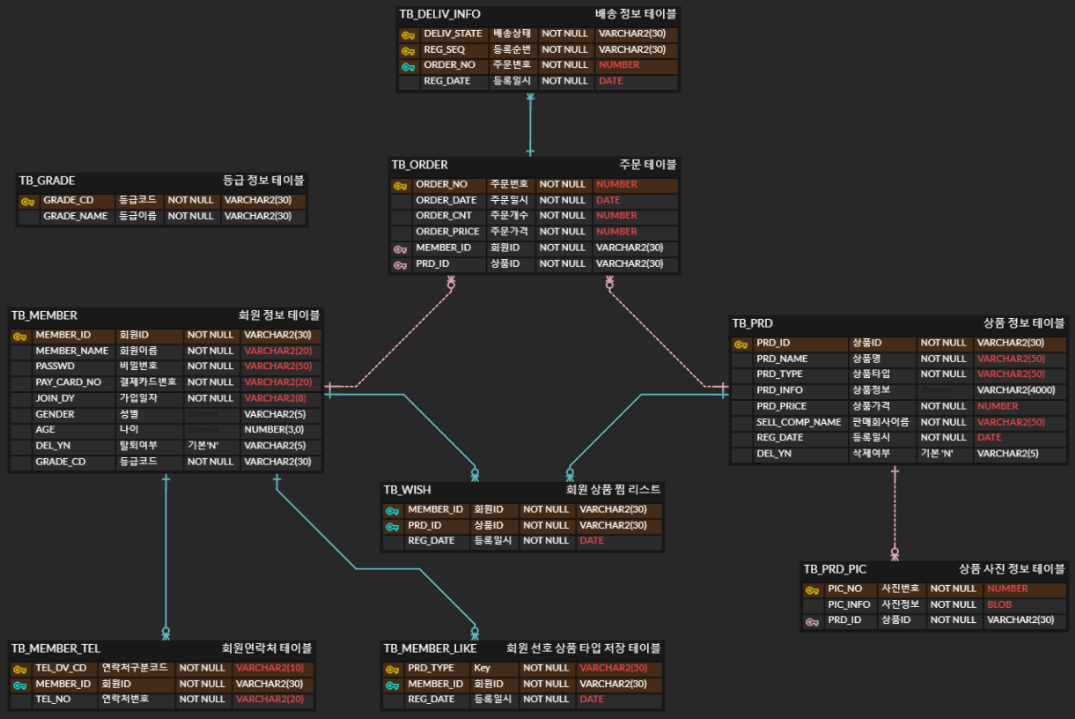 TB_DELIV_INFO 배송 정보 테이블
DELIV_STATE 배송상태 NOT NULL VARCHAR2(30)
REG_SEQ 등록순번 NOT NULL VARCHAR2(30)
ORDER_NO 주문번호 NOT NULL NUMBER
REG_DATE 등록일시 NOT NULL DATE
TB_ORDER 주문 테이블
ORDER_NO 주문번호 NOT NULL NUMBER
ORDER_DATE 주문일시 NOT NULL DATE
ORDER_CNT 주문개수 NOT NULL NUMBER
ORDER_PRICE 주문가격 NOT NULL NUMBER
MEMBER_ID 회원ID NOT NULL VARCHAR2(30)
PRD_ID 상품ID NOT NULL VARCHAR2(30)
TB_GRADE 등급 정보 테이블
GRADE_CD 등급코드 NOT NULL VARCHAR2(30)
GRADE_NAME 등급이름 NOT NULL VARCHAR2(30)
TB_MEMBER 회원 정보 테이블
MEMBER_ID 회원ID NOT NULL VARCHAR2(30)
MEMBER_NAME 회원이름 NOT NULL VARCHAR2(20)
PASSWD 비밀번호 NOT NULL VARCHAR2(50)
PAY_CARD_NO 결제카드번호 NOT NULL VARCHAR2(20)
JOIN_DY 가입일자 NOT NULL VARCHAR2(8)
GENDER 성별 Domain VARCHAR2(5)
AGE 나이 Domain NUMBER(3,0)
DEL_YN 탈퇴여부 기본'N' VARCHAR2(5)
GRADE_CD 등급코드 NOT NULL VARCHAR2(30)
TB_PRD 상품 정보 테이블
PRD_ID 상품ID NOT NULL VARCHAR2(30)
PRD_NAME 상품명 NOT NULL VARCHAR2(50)
PRD_TYPE 상품타입 NOT NULL VARCHAR2(50)
PRD_INFO 상품정보 Domain VARCHAR2(4000)
PRD_PRICE 상품가격 NOT NULL NUMBER
SELL_COMP_NAME 판매회사이름 NOT NULL VARCHAR2(50)
REG_DATE 등록일시 NOT NULL DATE
DEL_YN 삭제여부 기본 'N' VARCHAR2(5)
TB_WISH 회원 상품 찜 리스트
MEMBER_ID 회원ID NOT NULL VARCHAR2(30)
PRD_ID 상품ID NOT NULL VARCHAR2(30)
REG_DATE 등록일시 NOT NULL DATE
TB_PRD_PIC 상품 사진 정보 테이블
PIC_NO 사진번호 NOT NULL NUMBER
PIC_INFO 사진정보 NOT NULL BLOB
PRD_ID 상품ID NOT NULL VARCHAR2(30)
TB_MEMBER_TEL 회원연락처 테이블
TEL_DV_CD 연락처구분코드 NOT NULL VARCHAR2(10)
MEMBER_ID 회원ID NOT NULL VARCHAR2(30)
TEL_NO 연락처번호 NOT NULL VARCHAR2(20)
TB_MEMBER_LIKE 회원 선호 상품 타입 저장 테이블
PRD_TYPE Key NOT NULL VARCHAR2(50)
MEMBER_ID 회원ID NOT NULL VARCHAR2(30)
REG_DATE 등록일시 NOT NULL DATE